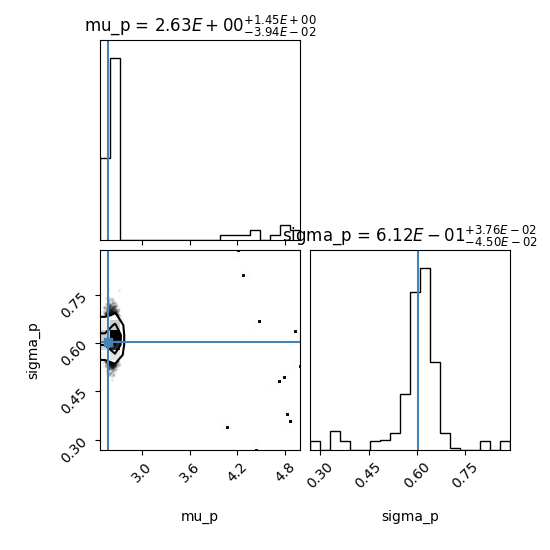 mu_p = 2.63E + 00 +1.45E+00 −3.94E−02
sigma_p = 6.12E − 01 +3.76E−02 −4.50E−02
sigma_p
0.75
0.60
0.45
0.30
3.0 3.6 4.2 4.8
0.30 0.45 0.60 0.75
mu_p
sigma_p